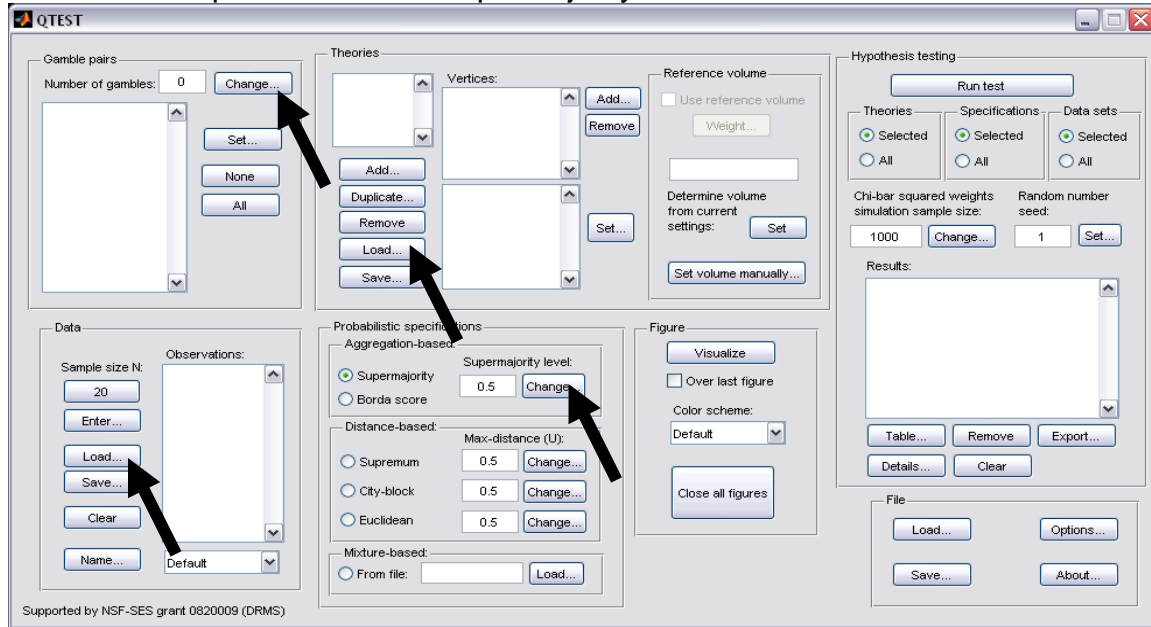 QTEST
Gamble pairs
Number of gambles: 0 Change...
Set...
None
All
Theories
Vertices:
Add...
Remove
Add...
Duplicate...
Remove
Load...
Save...
Set...
Reference volume
Use reference volume
Weight...
Determine volume
from current
settings: Set
Set volume manually...
Hypothesis testing
Run test
Theories Specifications Data sets
Selected Selected Selected
All All All
Chi-bar squared weights Random number
simulation sample size: seed:
1000 Change... 1 Set...
Results:
Table... Remove Export...
Details... Clear
Data
Sample size N: Observations:
20
Enter...
Load...
Save...
Clear
Name... Default
Probabilistic specifications
Aggregation-based:
Supermajority level:
Supermajority 0.5 Change...
Borda score
Distance-based:
Max-distance (U):
Supremum 0.5 Change...
City-block 0.5 Change...
Euclidean 0.5 Change...
Mixture-based:
From file: Load...
Figure
Visualize
Over last figure
Color scheme:
Default
Close all figures
File
Load... Options...
Save... About...
Supported by NSF-SES grant 0820009 (DRMS)